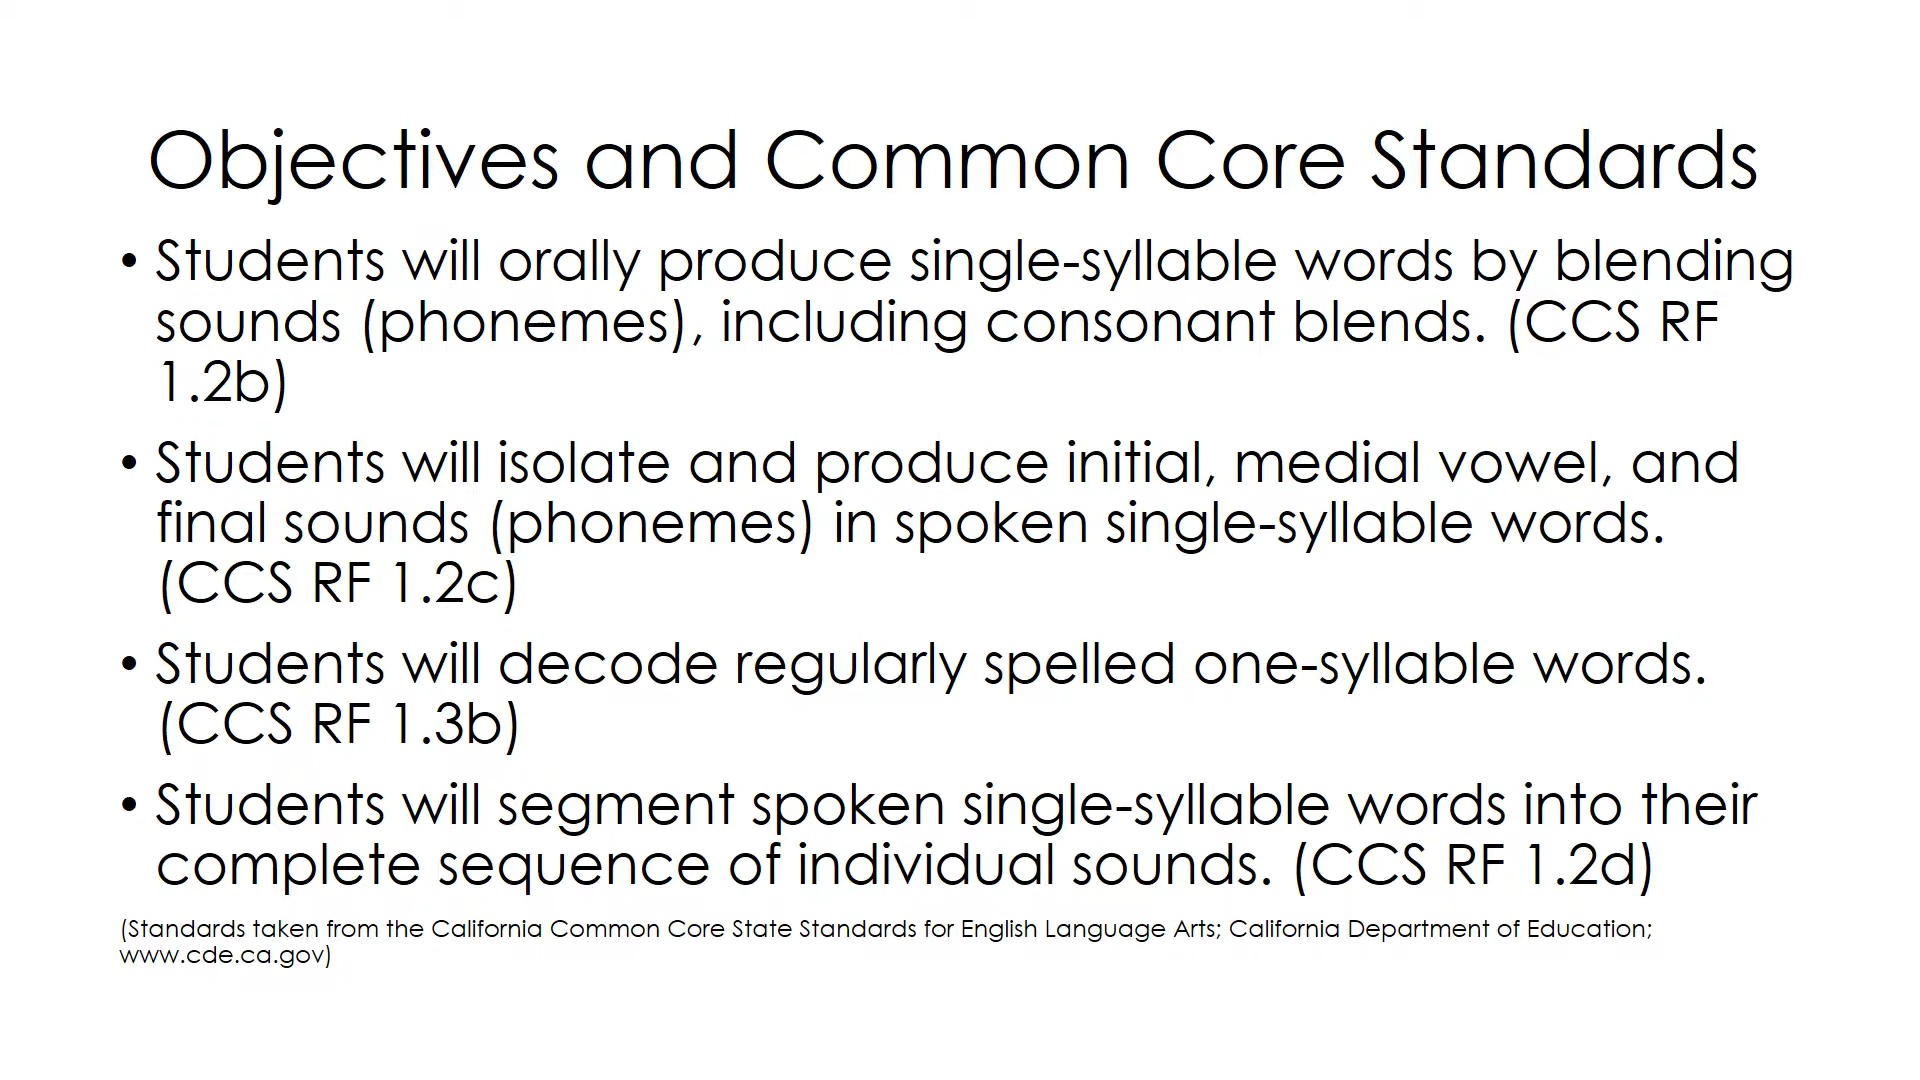 Objectives and Common Core Standards
• Students will orally produce single-syllable words by blending
sounds (phonemes), including consonant blends. (CCS RF
1.2b)
• Students will isolate and produce initial, medial vowel, and
final sounds (phonemes) in spoken single-syllable words.
(CCS RF 1.2c)
• Students will decode regularly spelled one-syllable words.
(CCS RF 1.3b)
• Students will segment spoken single-syllable words into their
complete sequence of individual sounds. (CCS RF 1.2d)
(Standards taken from the California Common Core State Standards for English Language Arts; California Department of Education;
www.cde.ca.gov)